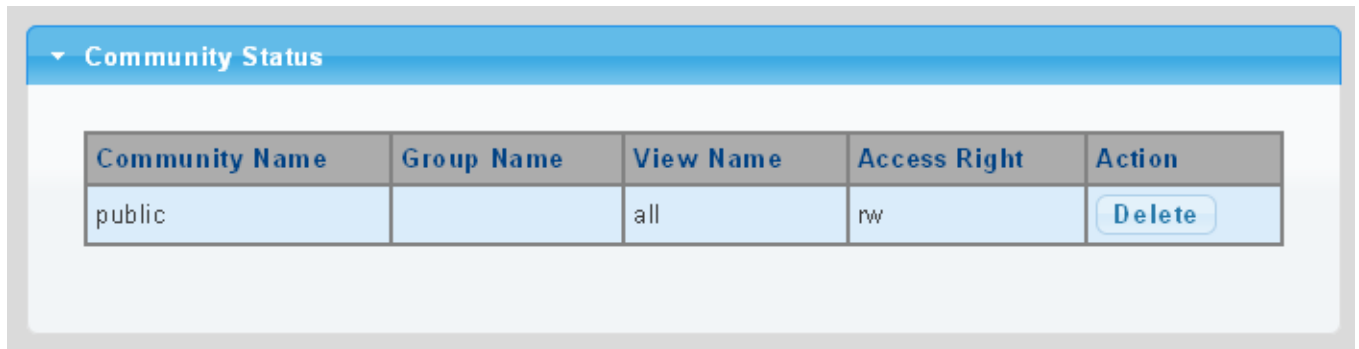 Community Status
Community Name Group Name View Name Access Right Action
public all rw Delete